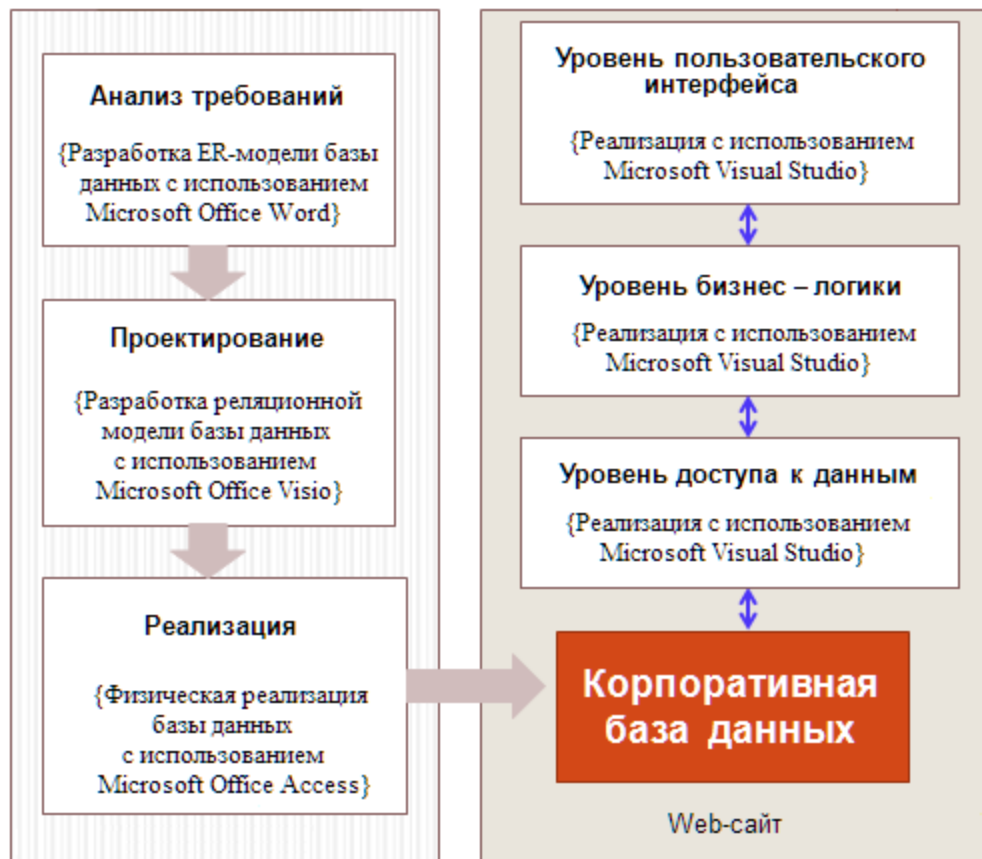 Анализ требований
{Разработка ER-модели базы
данных с использованием
Microsoft Office Word}
Проектирование
{Разработка реляционной
модели базы данных
с использованием
Microsoft Office Visio}
Реализация
{Физическая реализация
базы данных
с использованием
Microsoft Office Access}
Уровень пользовательского
интерфейса
{Реализация с использованием
Microsoft Visual Studio}
Уровень бизнес – логики
{Реализация с использованием
Microsoft Visual Studio}
Уровень доступа к данным
{Реализация с использованием
Microsoft Visual Studio}
Корпоративная
база данных
Web-сайт